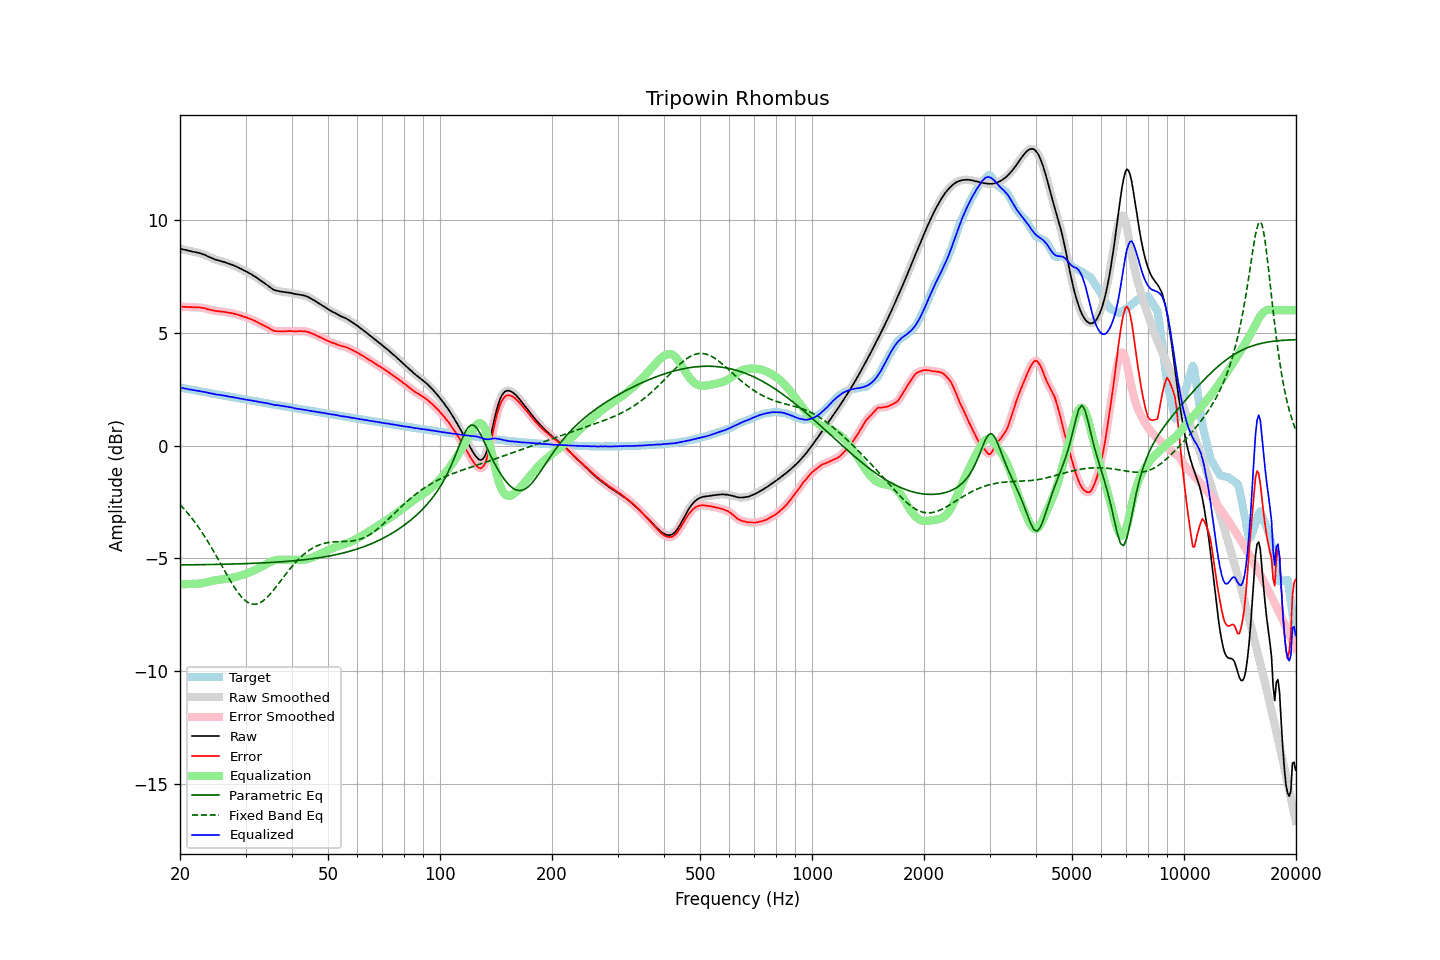 Tripowin Rhombus
Amplitude (dBr)
10
5
0
−5
−10
−15
Target
Raw Smoothed
Error Smoothed
Raw
Error
Equalization
Parametric Eq
Fixed Band Eq
Equalized
20 50 100 200 500 1000 2000 5000 10000 20000
Frequency (Hz)